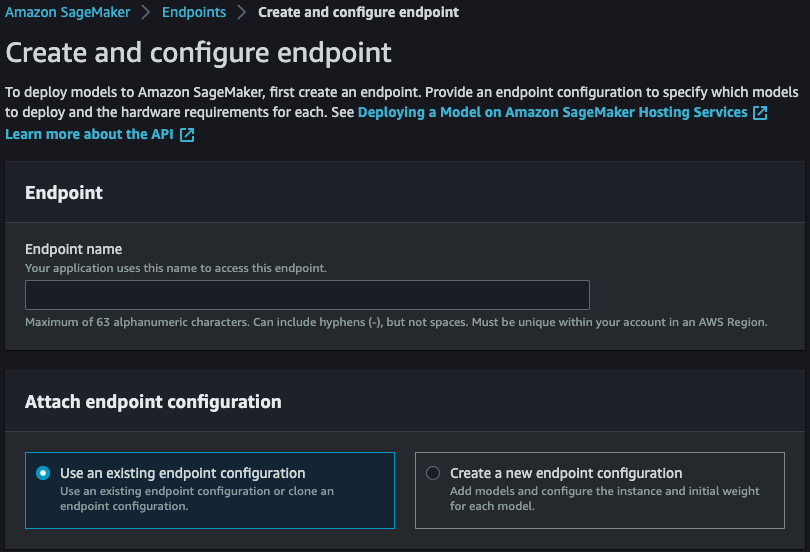 Amazon SageMaker > Endpoints > Create and configure endpoint
Create and configure endpoint
To deploy models to Amazon SageMaker, first create an endpoint. Provide an endpoint configuration to specify which models
to deploy and the hardware requirements for each. See Deploying a Model on Amazon SageMaker Hosting Services
Learn more about the API
Endpoint
Endpoint name
Your application uses this name to access this endpoint.
Maximum of 63 alphanumeric characters. Can include hyphens (-), but not spaces. Must be unique within your account in an AWS Region.
Attach endpoint configuration
Use an existing endpoint configuration
Use an existing endpoint configuration or clone an
endpoint configuration.
Create a new endpoint configuration
Add models and configure the instance and initial weight
for each model.